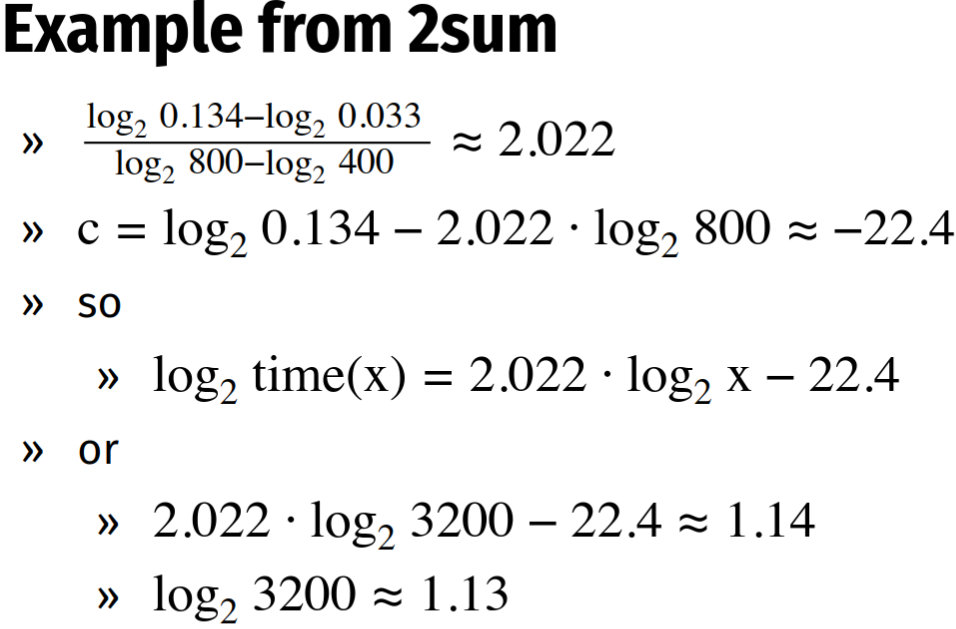 Example from 2sum
» (log₂ 0.134–log₂ 0.033)/(log₂ 800–log₂ 400) ≈ 2.022
» c = log₂ 0.134 – 2.022 · log₂ 800 ≈ –22.4
» so
» log₂ time(x) = 2.022 · log₂ x – 22.4
» or
» 2.022 · log₂ 3200 – 22.4 ≈ 1.14
» log₂ 3200 ≈ 1.13